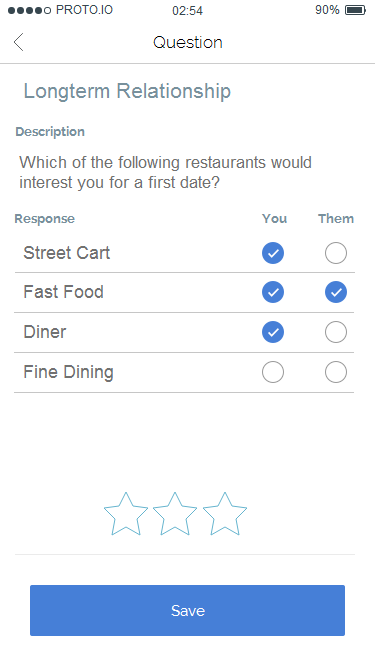 PROTO.IO 02:54 90%
Question
Longterm Relationship
Description
Which of the following restaurants would
interest you for a first date?
Response You Them
Street Cart
Fast Food
Diner
Fine Dining
Save